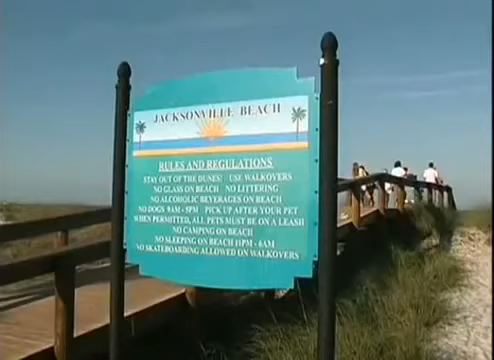 JACKSONVILLE BEACH
RULES AND REGULATIONS
STAY OUT OF THE DUNES! USE WALKOVERS
NO GLASS ON BEACH NO LITTERING
NO ALCOHOLIC BEVERAGES ON BEACH
NO DOGS 9AM - 5PM PICK UP AFTER YOUR PET
WHEN PERMITTED, ALL PETS MUST BE ON A LEASH
NO CAMPING ON BEACH
NO SLEEPING ON BEACH 11PM - 6AM
NO SKATEBOARDING ALLOWED ON WALKOVERS